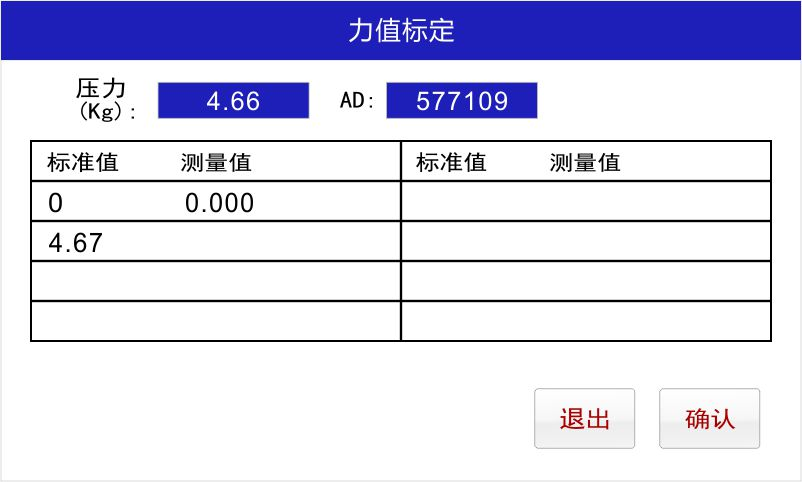 力值标定
压力
(Kg): 4.66 AD: 577109
标准值 测量值 标准值 测量值
0 0.000
4.67
退出 确认